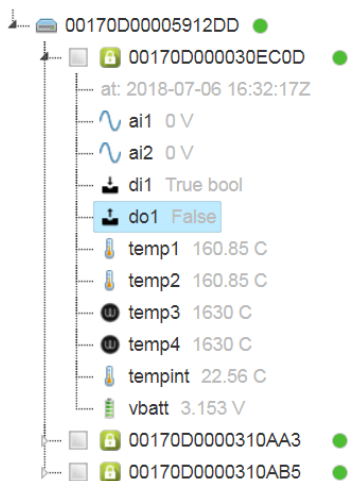 00170D00005912DD
00170D000030EC0D
at: 2018-07-06 16:32:17Z
ai1 0 V
ai2 0 V
di1 True bool
do1 False
temp1 160.85 C
temp2 160.85 C
temp3 1630 C
temp4 1630 C
tempint 22.56 C
vbatt 3.153 V
00170D0000310AA3
00170D0000310AB5